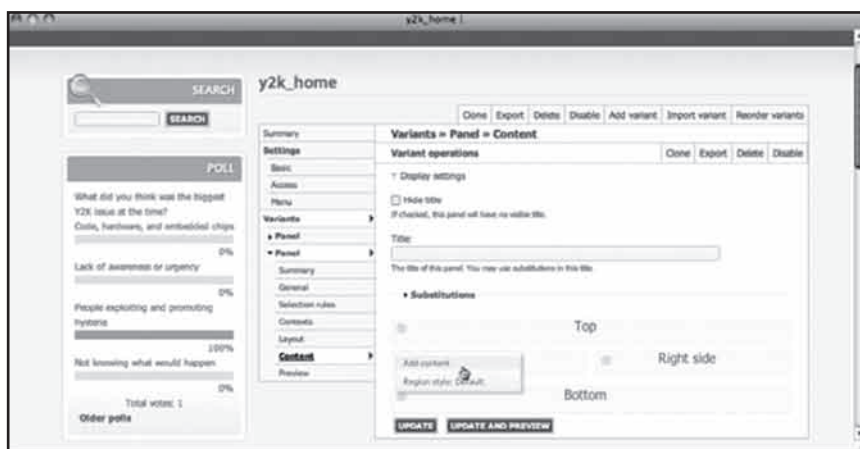 y2k_home |
SEARCH
SEARCH
POLL
What did you think was the biggest
Y2K issue at the time?
Code, hardware, and embedded chips
0%
Lack of awareness or urgency
0%
People exploiting and promoting
hysteria
100%
Not knowing what would happen
0%
Total votes: 1
Older polls
y2k_home
Clone Export Delete Disable Add variant Import variant Reorder variants
Summary
Settings
Basic
Access
Menu
Variants
Panel
Panel
Summary
General
Selection rules
Contexts
Layout
Content
Preview
Variants » Panel » Content
Variant operations Clone Export Delete Disable
Display settings
Hide title
If checked, this panel will have no visible title.
Title:
The title of this panel. You may use substitutions in this title.
Substitutions
Top
Add content
Region style: Default
Right side
Bottom
UPDATE UPDATE AND PREVIEW